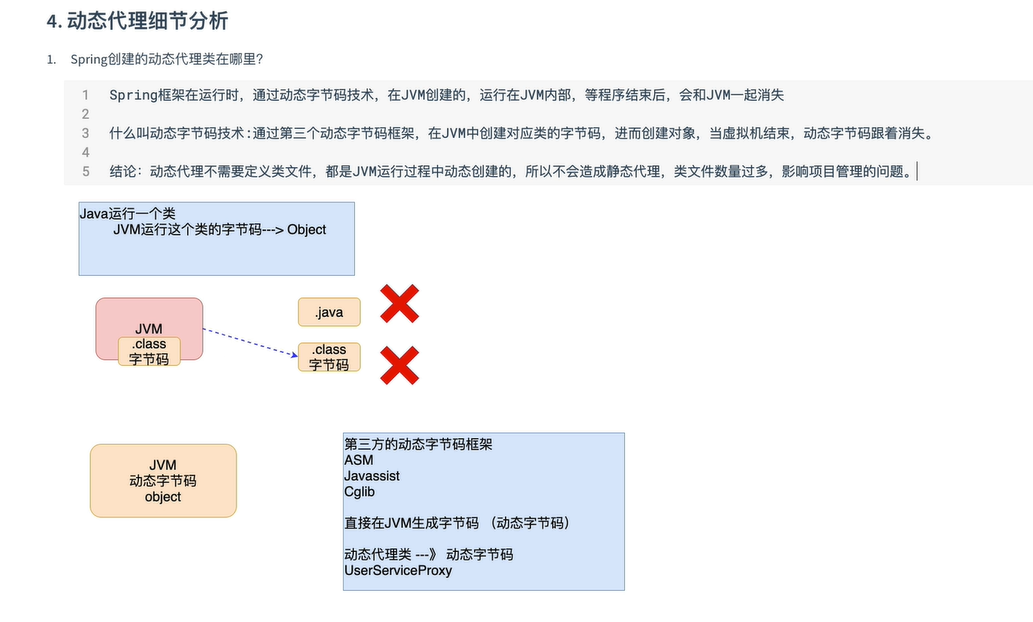 4. 动态代理细节分析
1. Spring创建的动态代理类在哪里?
1 Spring框架在运行时，通过动态字节码技术，在JVM创建的，运行在JVM内部，等程序结束后，会和JVM一起消失
2
3 什么叫动态字节码技术:通过第三个动态字节码框架，在JVM中创建对应类的字节码，进而创建对象，当虚拟机结束，动态字节码跟着消失。
4
5 结论：动态代理不需要定义类文件，都是JVM运行过程中动态创建的，所以不会造成静态代理，类文件数量过多，影响项目管理的问题。
Java运行一个类
JVM运行这个类的字节码---> Object
.java
JVM
.class
字节码
.class
字节码
JVM
动态字节码
object
第三方的动态字节码框架
ASM
Javassist
Cglib
直接在JVM生成字节码 （动态字节码）
动态代理类 ---》 动态字节码
UserServiceProxy